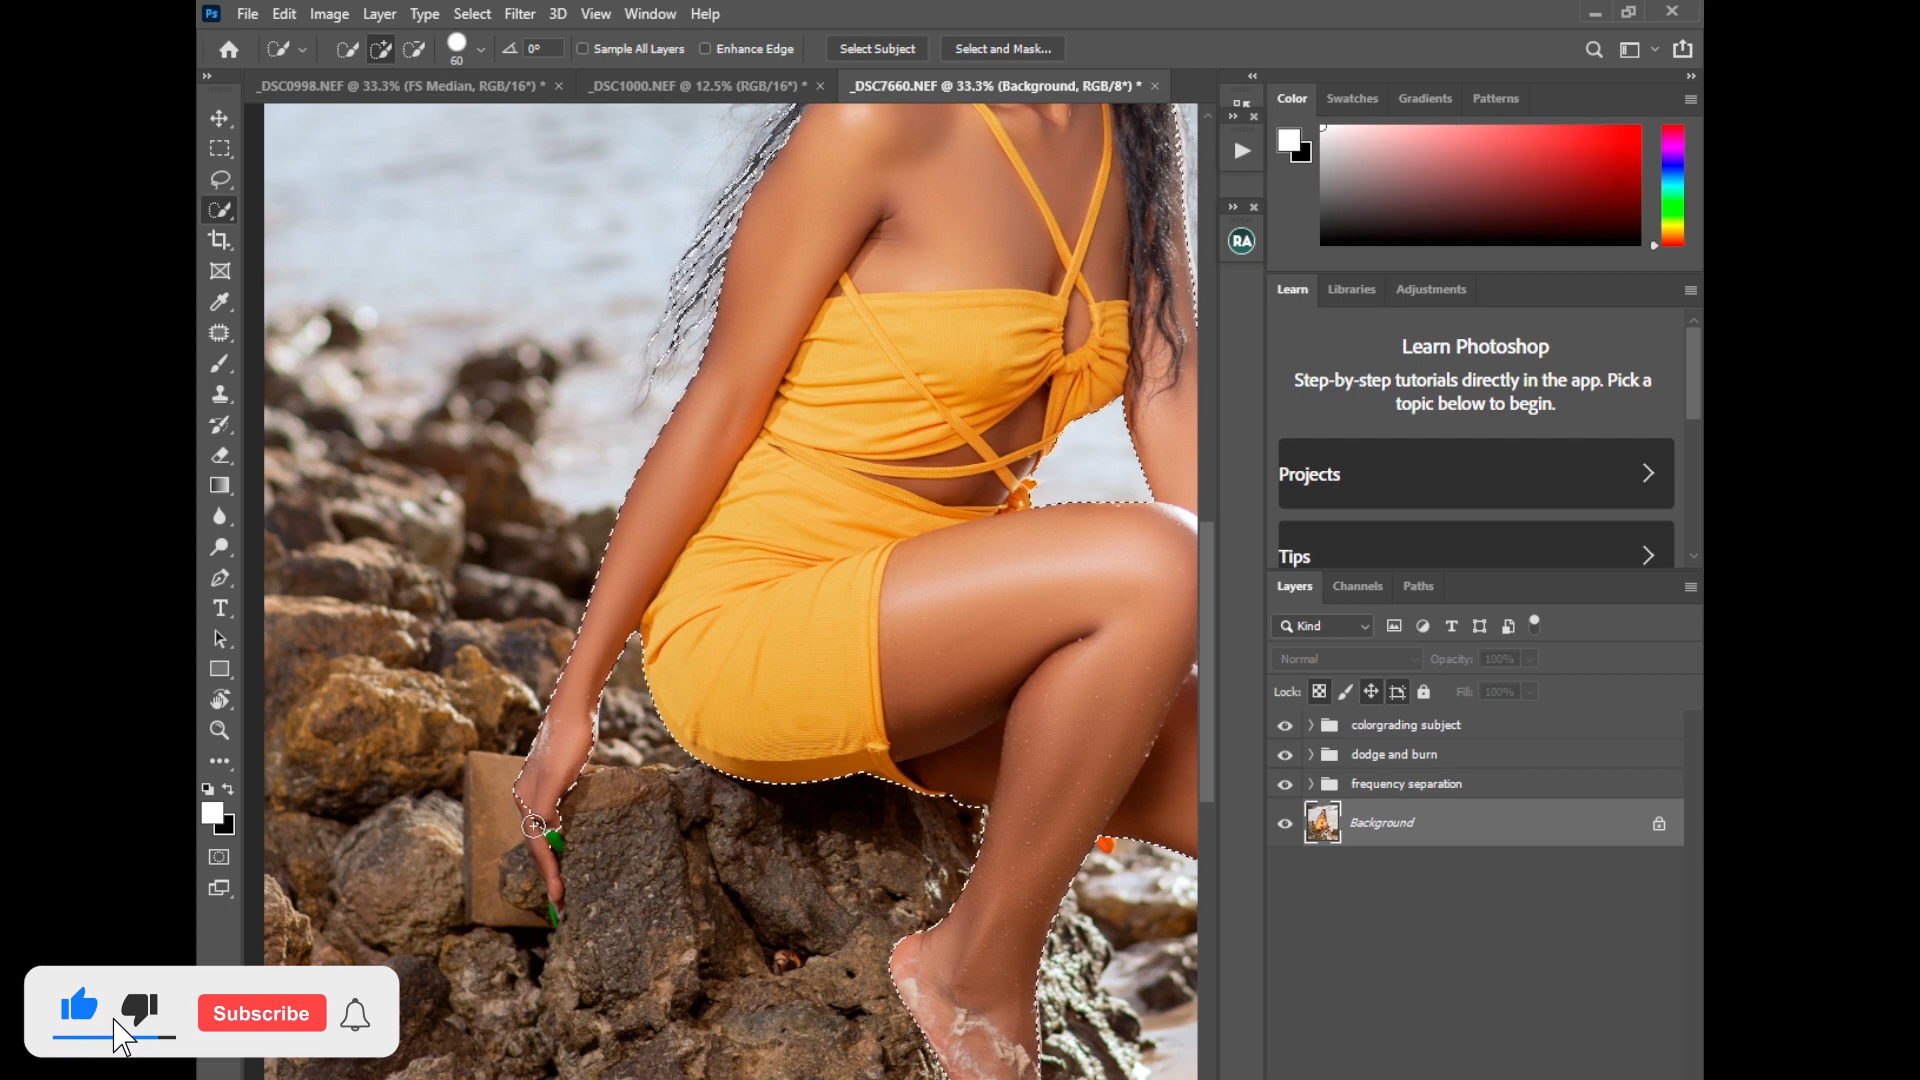 Ps File Edit Image Layer Type Select Filter 3D View Window Help
60 0° Sample All Layers Enhance Edge Select Subject Select and Mask...
_DSC0998.NEF @ 33.3% (FS Median, RGB/16*) * _DSC1000.NEF @ 12.5% (RGB/16*) * _DSC7660.NEF @ 33.3% (Background, RGB/8*) *
Color Swatches Gradients Patterns
RA
Learn Libraries Adjustments
Learn Photoshop
Step-by-step tutorials directly in the app. Pick a
topic below to begin.
Projects
Tips
Layers Channels Paths
Kind
Normal Opacity: 100%
Lock: Fill: 100%
colorgrading subject
dodge and burn
frequency separation
Background
Subscribe